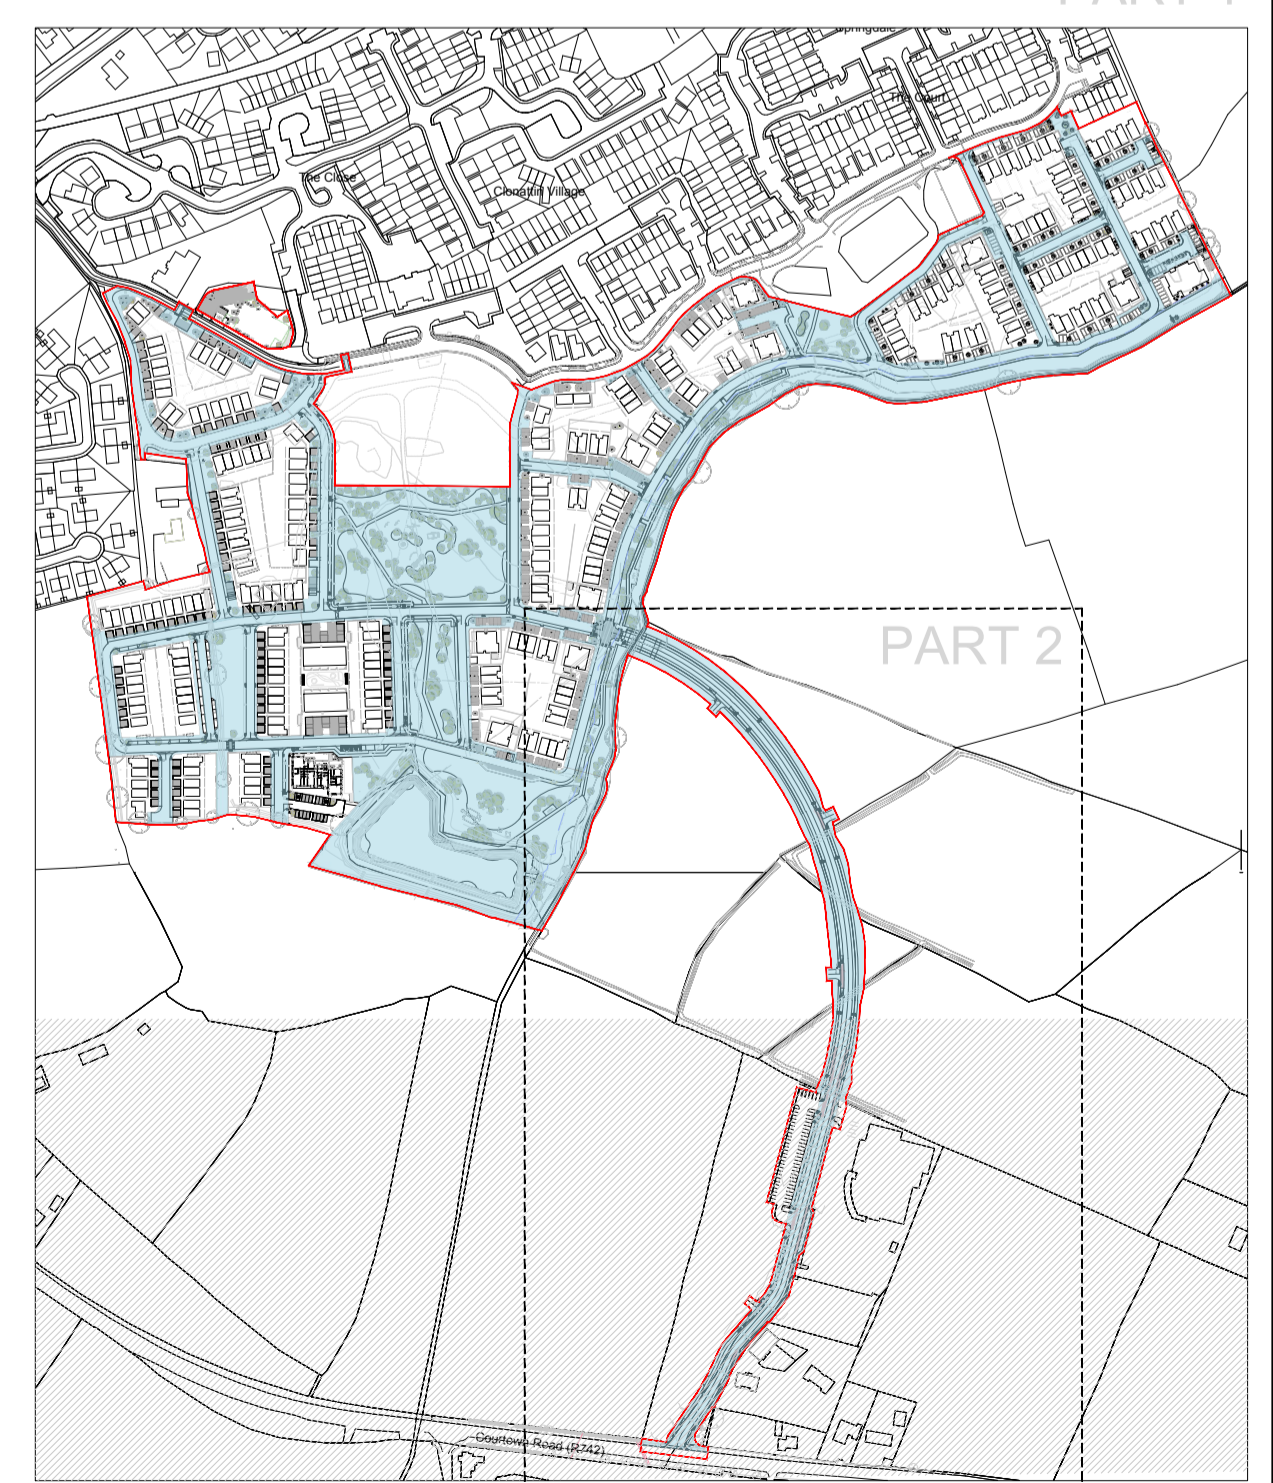 PART 1
Springdale
The Court
The Close
Clonattin Village
PART 2
Courtown Road (R742)